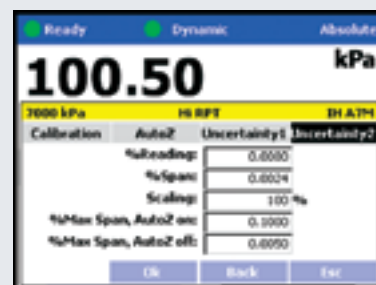 Ready Dynamic Absolute
100.50 kPa
7000 kPa Hi RPT IH ATM
Calibration AutoZ Uncertainty1 Uncertainty2
%Reading: 0.0080
%Span: 0.0024
Scaling: 100 %
%Max Span, AutoZ on: 0.1000
%Max Span, AutoZ off: 0.0050
Ok Back Esc